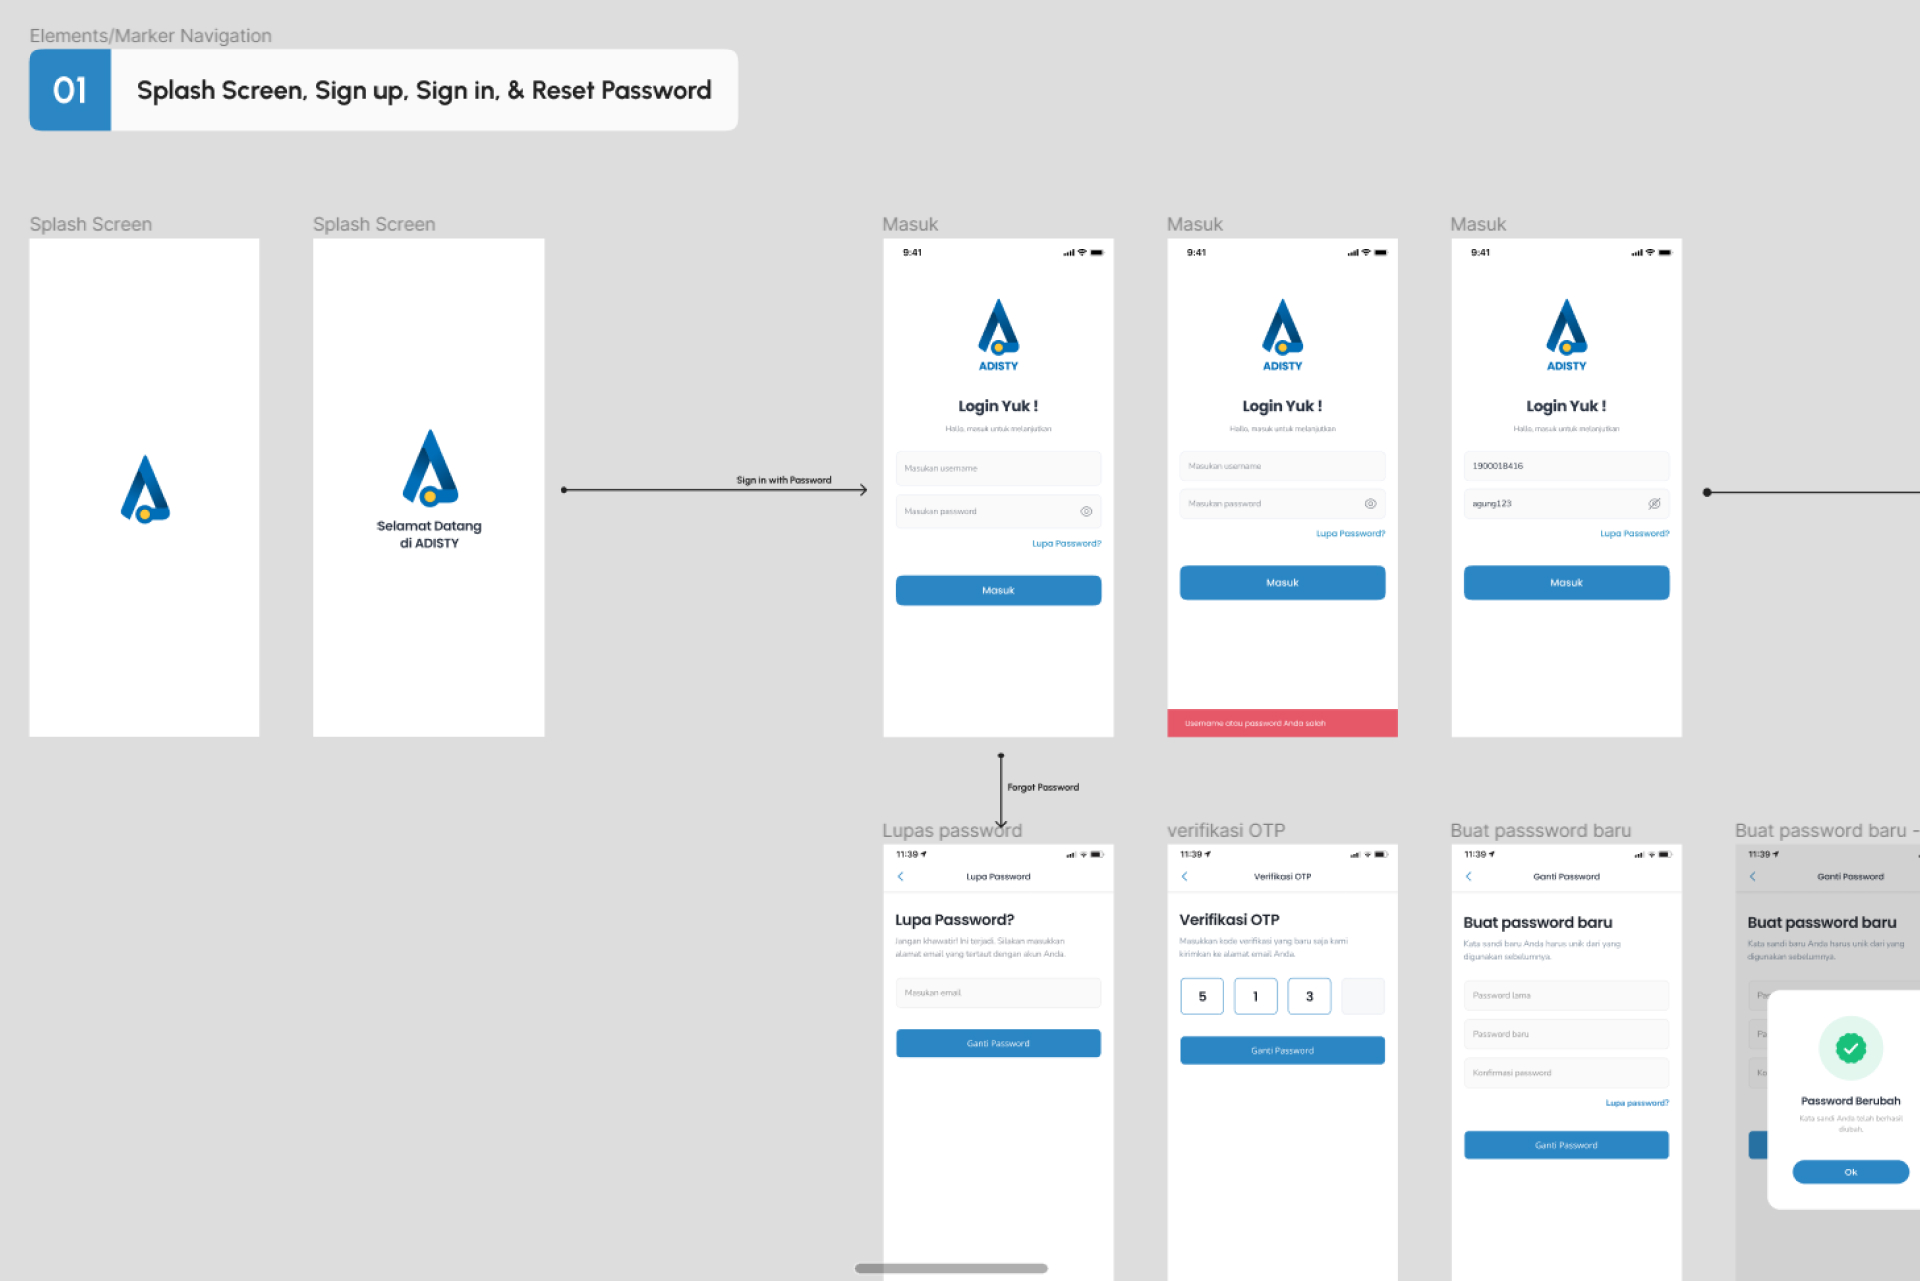 Elements/Marker Navigation
01
Splash Screen, Sign up, Sign in, & Reset Password
Splash Screen
Splash Screen
Selamat Datang
di ADISTY
Sign in with Password
Masuk
9:41
ADISTY
Login Yuk !
Hallo, masuk untuk melanjutkan
Masukan username
Masukan password
Lupa Password?
Masuk
Masuk
9:41
ADISTY
Login Yuk !
Hallo, masuk untuk melanjutkan
Masukan username
Masukan password
Lupa Password?
Masuk
Username atau password Anda salah
Masuk
9:41
ADISTY
Login Yuk !
Hallo, masuk untuk melanjutkan
1900018416
agung123
Lupa Password?
Masuk
Forgot Password
Lupas password
11:39
Lupa Password
Lupa Password?
Jangan khawatir! Ini terjadi. Silakan masukkan
alamat email yang tertaut dengan akun Anda.
Masukan email
Ganti Password
verifikasi OTP
11:39
Verifikasi OTP
Verifikasi OTP
Masukkan kode verifikasi yang baru saja kami
kirimkan ke alamat email Anda.
5 1 3
Ganti Password
Buat passsword baru
11:39
Ganti Password
Buat password baru
Kata sandi baru Anda harus unik dari yang
digunakan sebelumnya.
Password lama
Password baru
Konfirmasi password
Lupa password?
Ganti Password
Buat password baru -
11:39
Ganti Password
Buat password baru
Kata sandi baru Anda harus unik dari yang
digunakan sebelumnya.
Pa
Pa
Ko
Password Berubah
Kata sandi Anda telah berhasil
diubah.
Ok